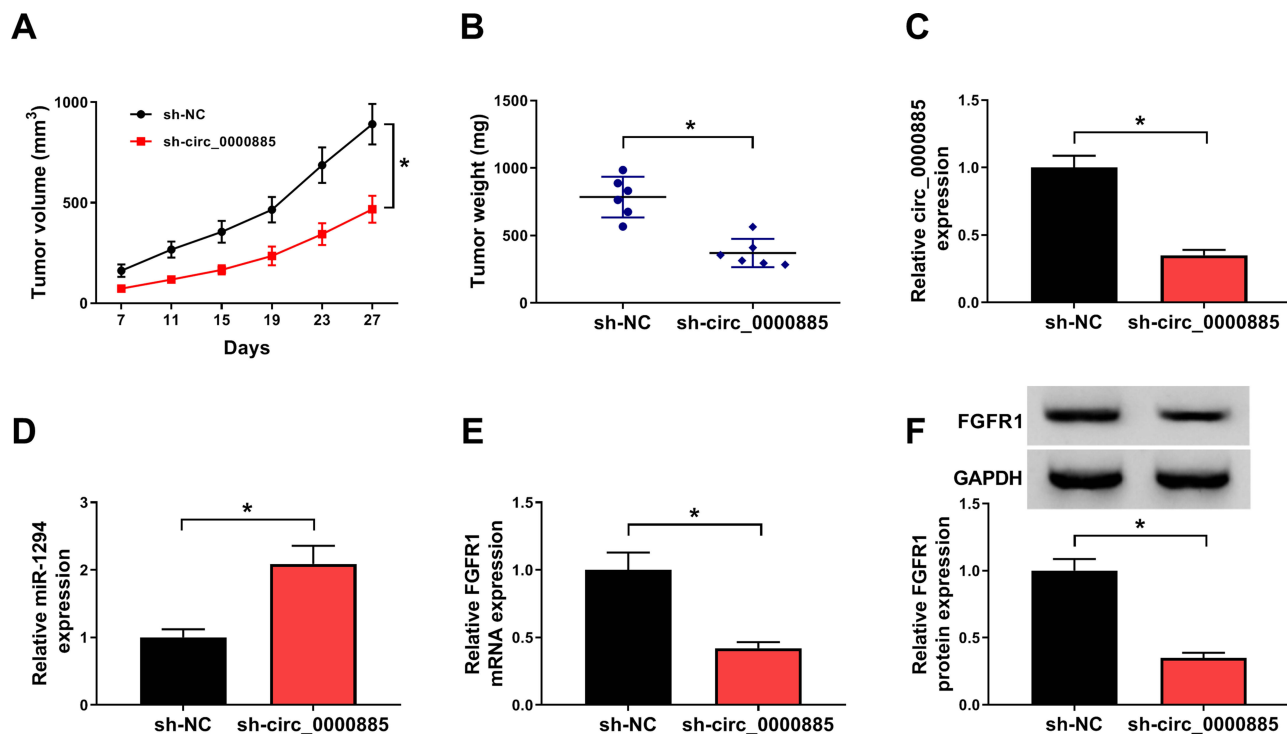 A
Tumor volume (mm³)
1000
500
0
sh-NC
sh-circ_0000885
*
7 11 15 19 23 27
Days
B
Tumor weight (mg)
1500
1000
500
0
*
sh-NC sh-circ_0000885
C
Relative circ_0000885
expression
1.5
1.0
0.5
0.0
*
sh-NC sh-circ_0000885
D
Relative miR-1294
expression
3
2
1
0
*
sh-NC sh-circ_0000885
E
Relative FGFR1
mRNA expression
1.5
1.0
0.5
0.0
*
sh-NC sh-circ_0000885
F
FGFR1
GAPDH
Relative FGFR1
protein expression
1.5
1.0
0.5
0.0
*
sh-NC sh-circ_0000885